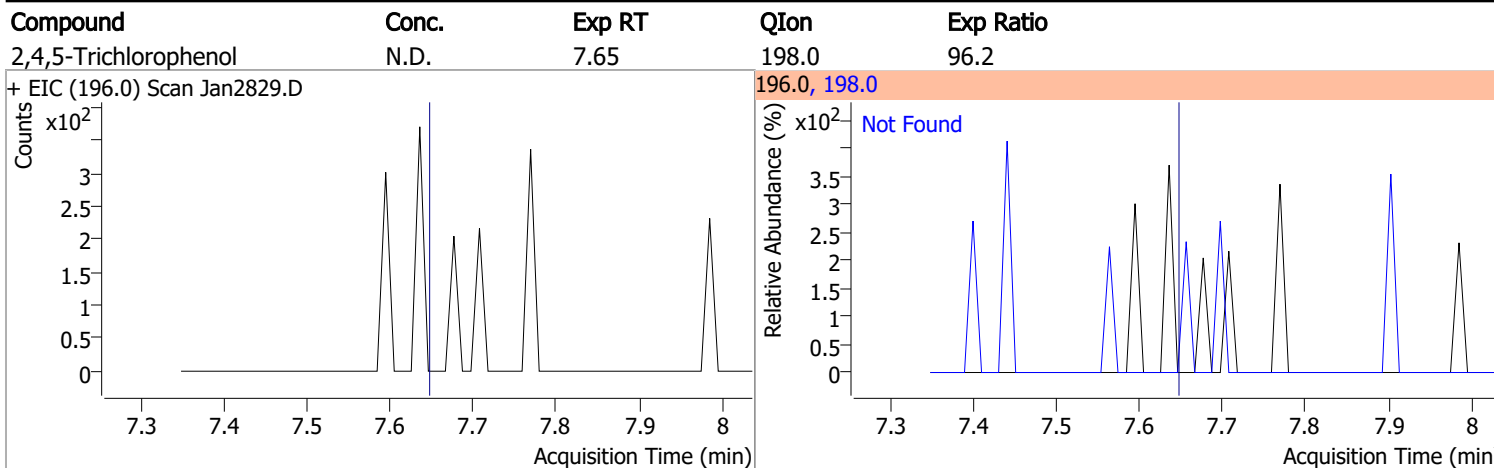 Compound Conc. Exp RT QIon Exp Ratio
2,4,5-Trichlorophenol N.D. 7.65 198.0 96.2
+ EIC (196.0) Scan Jan2829.D
Counts
x10²
3
2.5
2
1.5
1
0.5
0
7.3 7.4 7.5 7.6 7.7 7.8 7.9 8
Acquisition Time (min)
196.0, 198.0
Relative Abundance (%)
x10²
Not Found
3.5
3
2.5
2
1.5
1
0.5
0
7.3 7.4 7.5 7.6 7.7 7.8 7.9 8
Acquisition Time (min